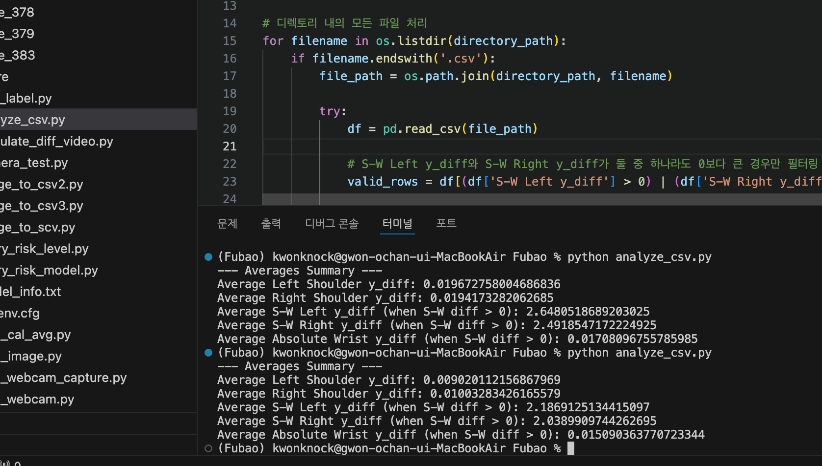 e_378
e_379
e_383
re
_label.py
yze_csv.py
ulate_diff_video.py
era_test.py
ge_to_csv2.py
ge_to_csv3.py
ge_to_scv.py
ry_risk_level.py
ry_risk_model.py
el_info.txt
env.cfg
_cal_avg.py
_image.py
_webcam_capture.py
_webcam.py
13
14 # 디렉토리 내의 모든 파일 처리
15 for filename in os.listdir(directory_path):
16 if filename.endswith('.csv'):
17 file_path = os.path.join(directory_path, filename)
18
19 try:
20 df = pd.read_csv(file_path)
21
22 # S-W Left y_diff와 S-W Right y_diff가 둘 중 하나라도 0보다 큰 경우만 필터링
23 valid_rows = df[(df['S-W Left y_diff'] > 0) | (df['S-W Right y_diff
24
문제 출력 디버그 콘솔 터미널 포트
(Fubao) kwonknock@gwon-ochan-ui-MacBookAir Fubao % python analyze_csv.py
--- Averages Summary ---
Average Left Shoulder y_diff: 0.019672758004686836
Average Right Shoulder y_diff: 0.0194173282062685
Average S-W Left y_diff (when S-W diff > 0): 2.6480518689203025
Average S-W Right y_diff (when S-W diff > 0): 2.4918547172224925
Average Absolute Wrist y_diff (when S-W diff > 0): 0.01708096755785985
(Fubao) kwonknock@gwon-ochan-ui-MacBookAir Fubao % python analyze_csv.py
--- Averages Summary ---
Average Left Shoulder y_diff: 0.009020112156867969
Average Right Shoulder y_diff: 0.01003283426165579
Average S-W Left y_diff (when S-W diff > 0): 2.1869125134415097
Average S-W Right y_diff (when S-W diff > 0): 2.0389909744262695
Average Absolute Wrist y_diff (when S-W diff > 0): 0.015090363770723344
(Fubao) kwonknock@gwon-ochan-ui-MacBookAir Fubao %